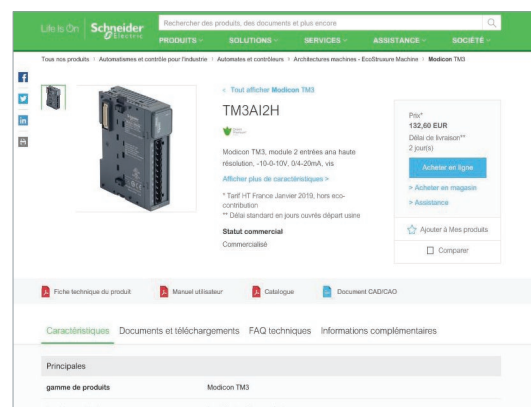 Life Is On | Schneider Electric
Rechercher des produits, des documents et plus encore
PRODUITS SOLUTIONS SERVICES ASSISTANCE SOCIÉTÉ
Tous nos produits Automatismes et contrôle pour l'industrie Automates et contrôleurs Architectures machines - EcoStruxure Machine Modicon TM3
< Tout afficher Modicon TM3
TM3AI2H
Modicon TM3, module 2 entrées ana haute
résolution, -10-0-10V, 0/4-20mA, vis
Afficher plus de caractéristiques >
* Tarif HT France Janvier 2019, hors eco-
contribution
** Délai standard en jours ouvrés départ usine
Statut commercial
Commercialisé
Prix*
132,60 EUR
Délai de livraison**
2 jour(s)
Acheter en ligne
> Acheter en magasin
> Assistance
Ajouter à Mes produits
Comparer
Fiche technique du produit Manuel utilisateur Catalogue Document CAD/CAO
Caractéristiques Documents et téléchargements FAQ techniques Informations complémentaires
Principales
gamme de produits Modicon TM3